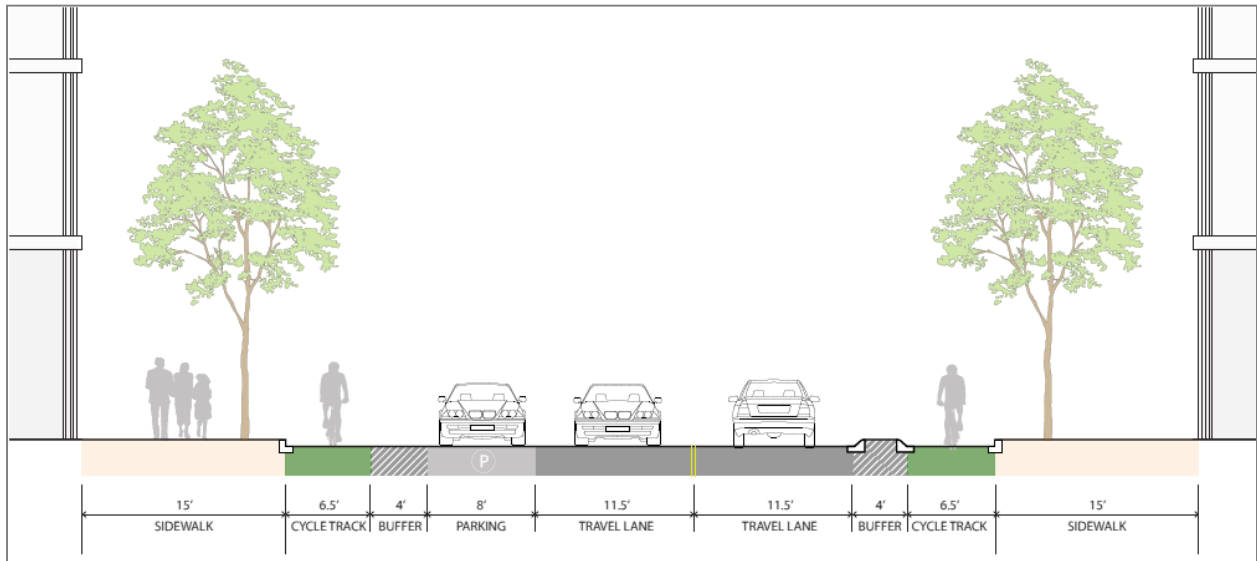 P
15’ 6.5’ 4’ 8’ 11.5’ 11.5’ 4’ 6.5’ 15’
SIDEWALK CYCLE TRACK BUFFER PARKING TRAVEL LANE TRAVEL LANE BUFFER CYCLE TRACK SIDEWALK